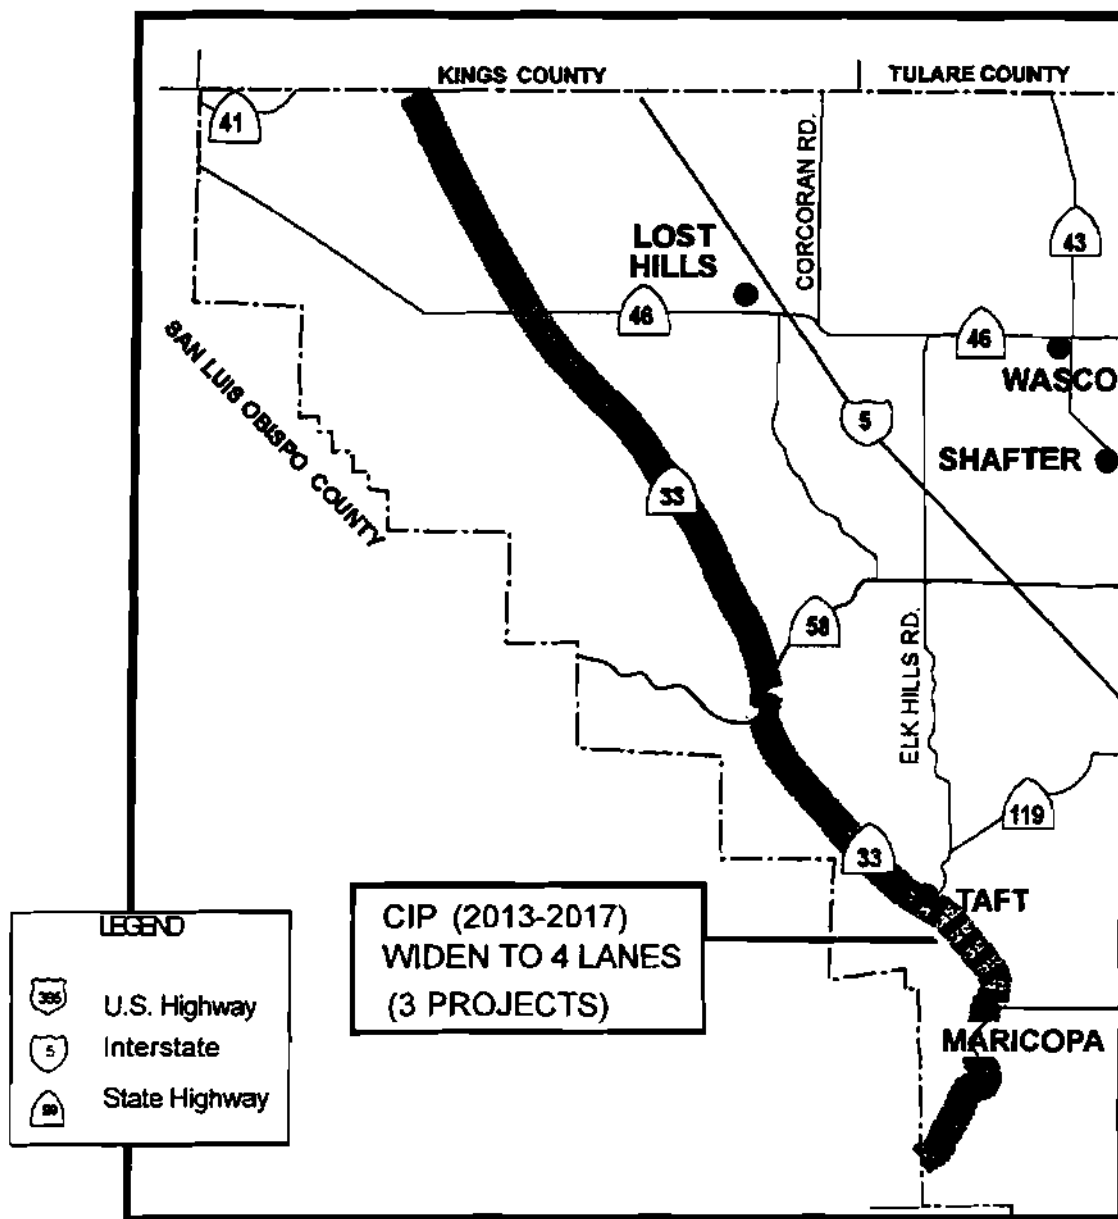 KINGS COUNTY
TULARE COUNTY
41
CORCORAN RD.
43
LOST
HILLS
46
46
WASCO
SAN LUIS OBISPO COUNTY
5
SHAFTER
33
58
ELK HILLS RD.
119
33
TAFT
CIP (2013-2017)
WIDEN TO 4 LANES
(3 PROJECTS)
MARICOPA
LEGEND
395
U.S. Highway
5
Interstate
State Highway